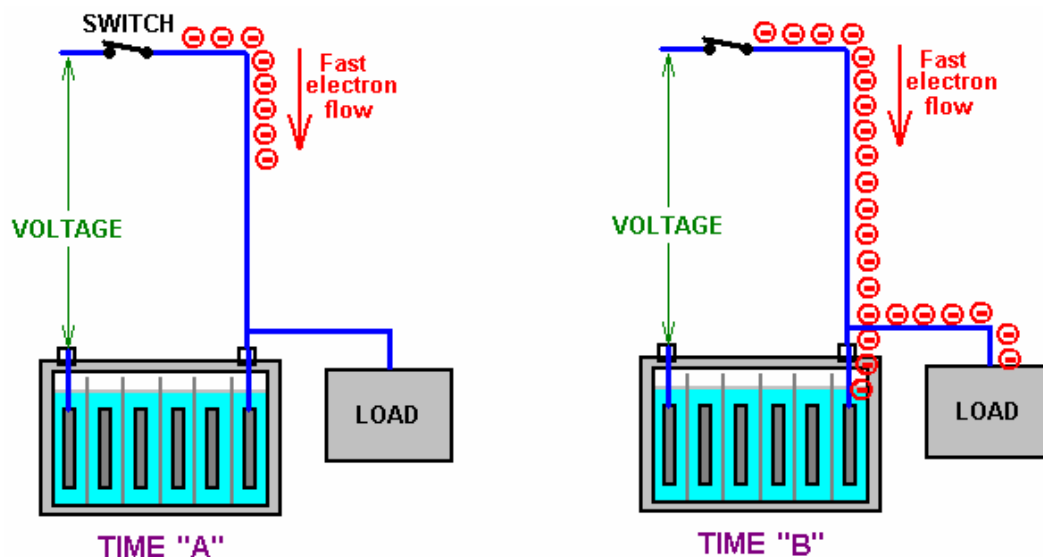 SWITCH
Fast
electron
flow
VOLTAGE
LOAD
TIME "A"
Fast
electron
flow
VOLTAGE
LOAD
TIME "B"